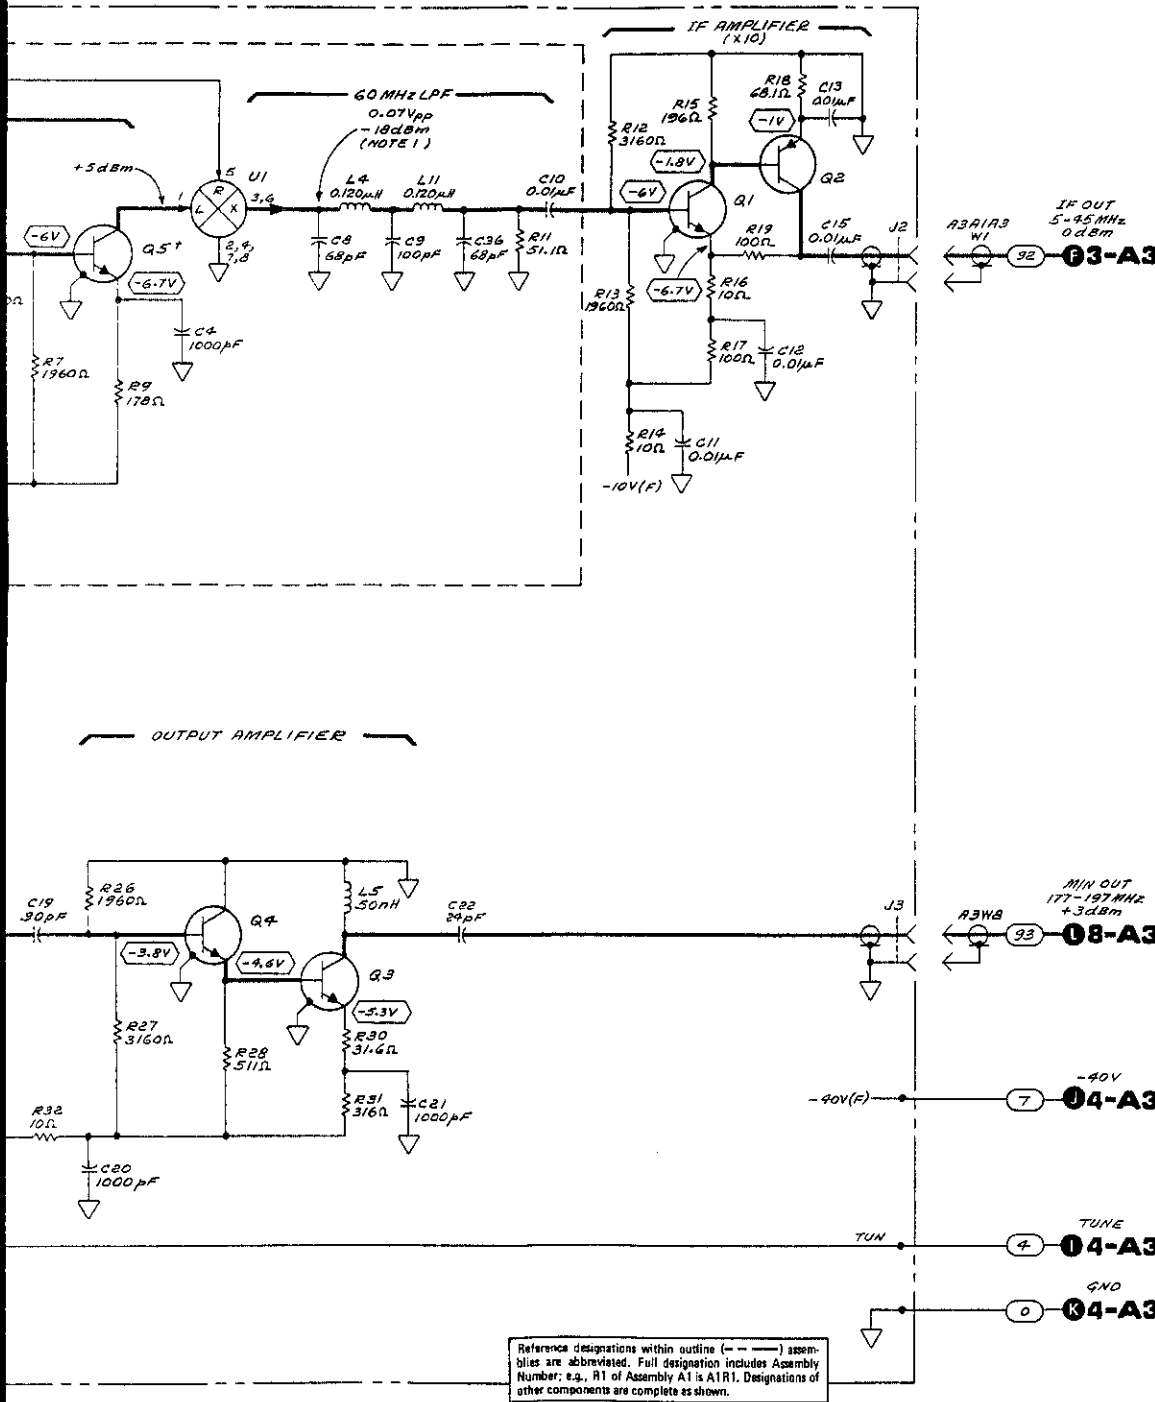 IF AMPLIFIER
(X10)
60 MHz LPF
0.07Vpp
-18dBm
(NOTE 1)
+5dBm
5
U1
1
L
R
X
3,6
2,4,
7,8
L4
0.120µH
L11
0.120µH
C10
0.01µF
R12
3160Ω
R15
196Ω
R18
68.1Ω
C13
0.01µF
-1V
-1.8V
-6V
Q1
Q2
-6V
Q5†
-6.7V
C8
68pF
C9
100pF
C36
68pF
R11
51.1Ω
R13
1960Ω
-6.7V
R19
100Ω
R16
10Ω
C15
0.01µF
J2
A3A1A3
W1
92
IF OUT
5-45MHz
0dBm
F3-A3
Ω
C4
1000pF
R7
1960Ω
R9
178Ω
R17
100Ω
C12
0.01µF
R14
10Ω
C11
0.01µF
-10V(F)
OUTPUT AMPLIFIER
C19
30pF
R26
1960Ω
Q4
-3.8V
-4.6V
L5
50nH
C22
24pF
Q3
-5.3V
J3
A3W8
93
MIN OUT
177-197MHz
+3dBm
L8-A3
R27
3160Ω
R28
511Ω
R30
31.6Ω
R31
316Ω
C21
1000pF
R32
10Ω
C20
1000pF
-40V(F)
7
-40V
J4-A3
TUN
4
TUNE
I4-A3
0
GND
K4-A3
Reference designations within outline (— — ——) assem-
blies are abbreviated. Full designation includes Assembly
Number; e.g., R1 of Assembly A1 is A1R1. Designations of
other components are complete as shown.